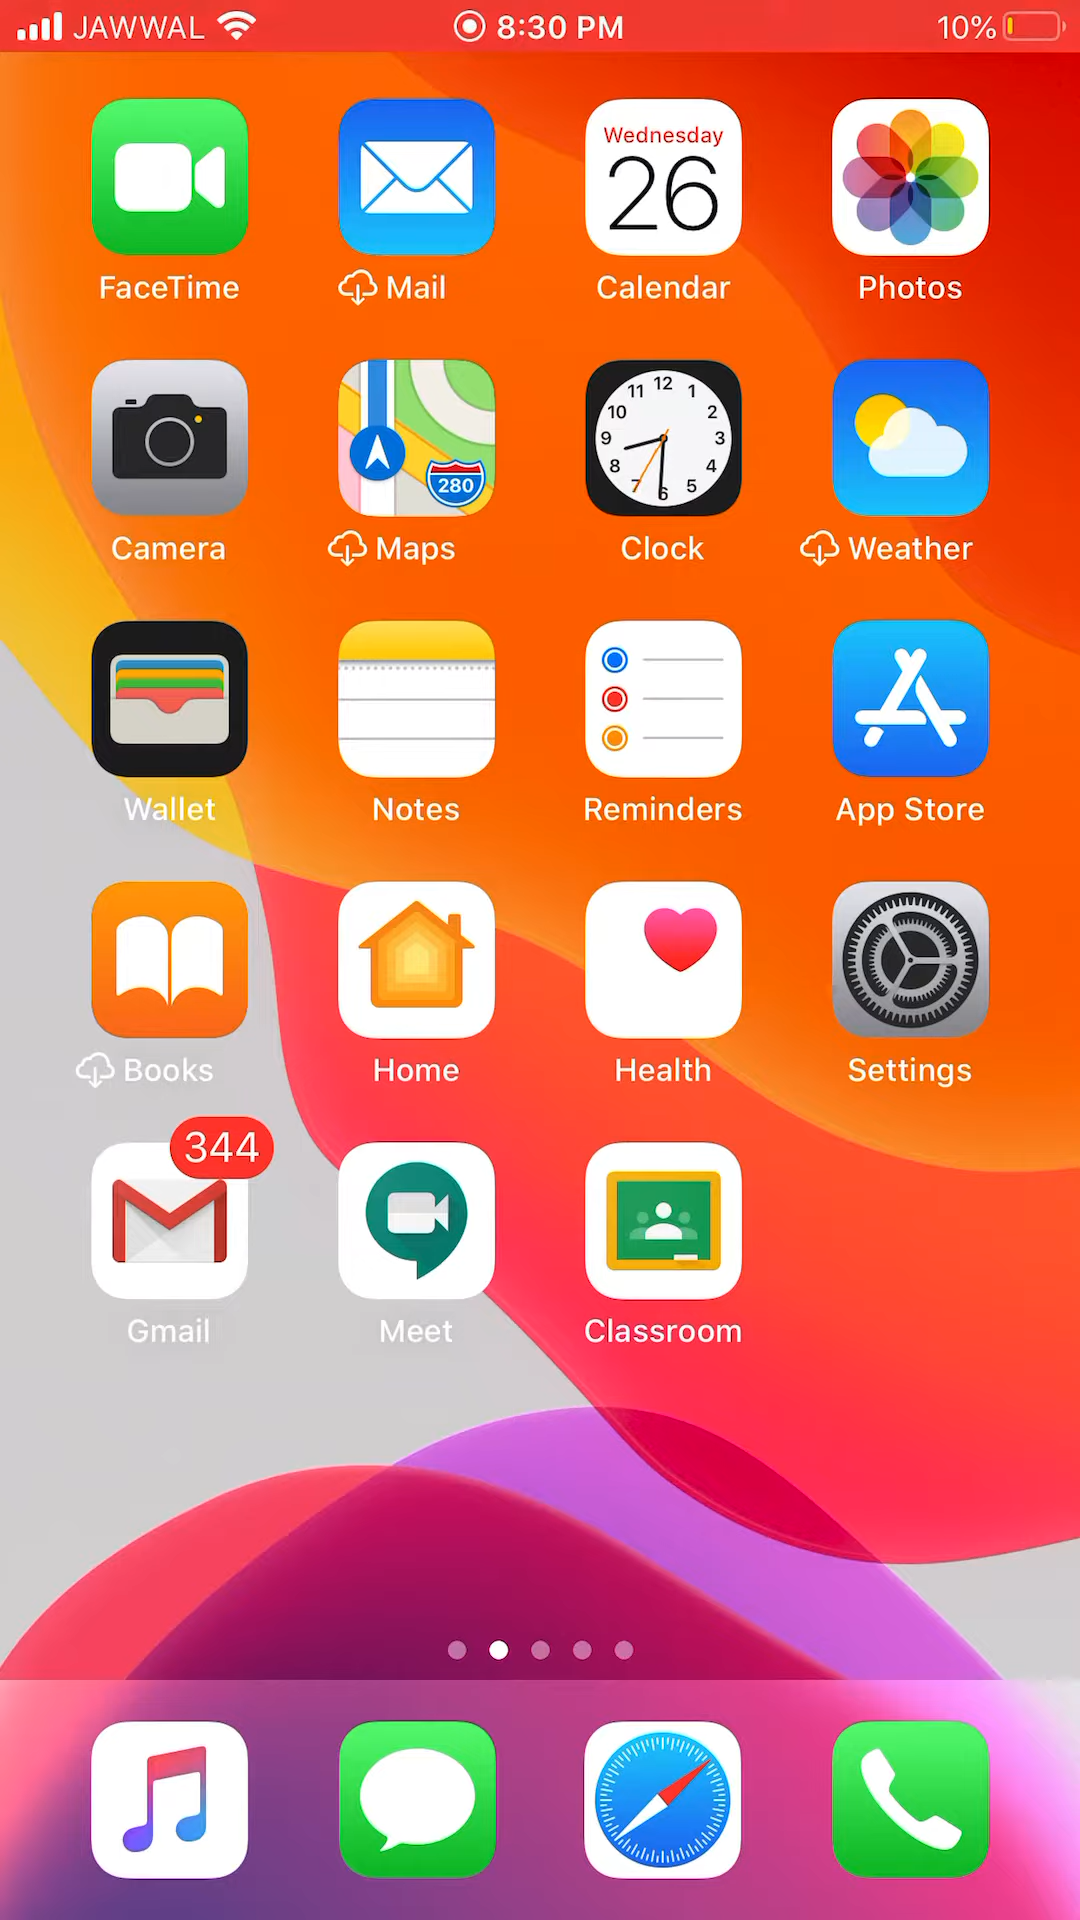 JAWWAL 8:30 PM 10%
Wednesday
26
FaceTime Mail Calendar Photos
280
12
11 1
10 2
9 3
8 4
7 5
6
Camera Maps Clock Weather
Wallet Notes Reminders App Store
Books Home Health Settings
344
Gmail Meet Classroom